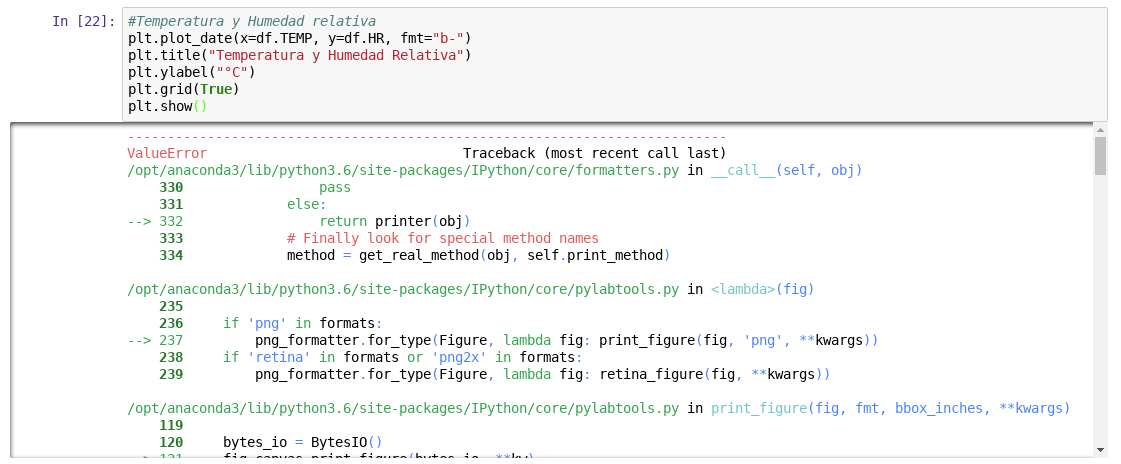 In [22]: #Temperatura y Humedad relativa
plt.plot_date(x=df.TEMP, y=df.HR, fmt="b-")
plt.title("Temperatura y Humedad Relativa")
plt.ylabel("°C")
plt.grid(True)
plt.show()
---------------------------------------------------------------------------
ValueError                                Traceback (most recent call last)
/opt/anaconda3/lib/python3.6/site-packages/IPython/core/formatters.py in __call__(self, obj)
    330                 pass
    331             else:
--> 332                 return printer(obj)
    333             # Finally look for special method names
    334             method = get_real_method(obj, self.print_method)
/opt/anaconda3/lib/python3.6/site-packages/IPython/core/pylabtools.py in <lambda>(fig)
    235
    236     if 'png' in formats:
--> 237         png_formatter.for_type(Figure, lambda fig: print_figure(fig, 'png', **kwargs))
    238     if 'retina' in formats or 'png2x' in formats:
    239         png_formatter.for_type(Figure, lambda fig: retina_figure(fig, **kwargs))
/opt/anaconda3/lib/python3.6/site-packages/IPython/core/pylabtools.py in print_figure(fig, fmt, bbox_inches, **kwargs)
    119
    120     bytes_io = BytesIO()
--> 121     fig.canvas.print_figure(bytes_io, **kw)